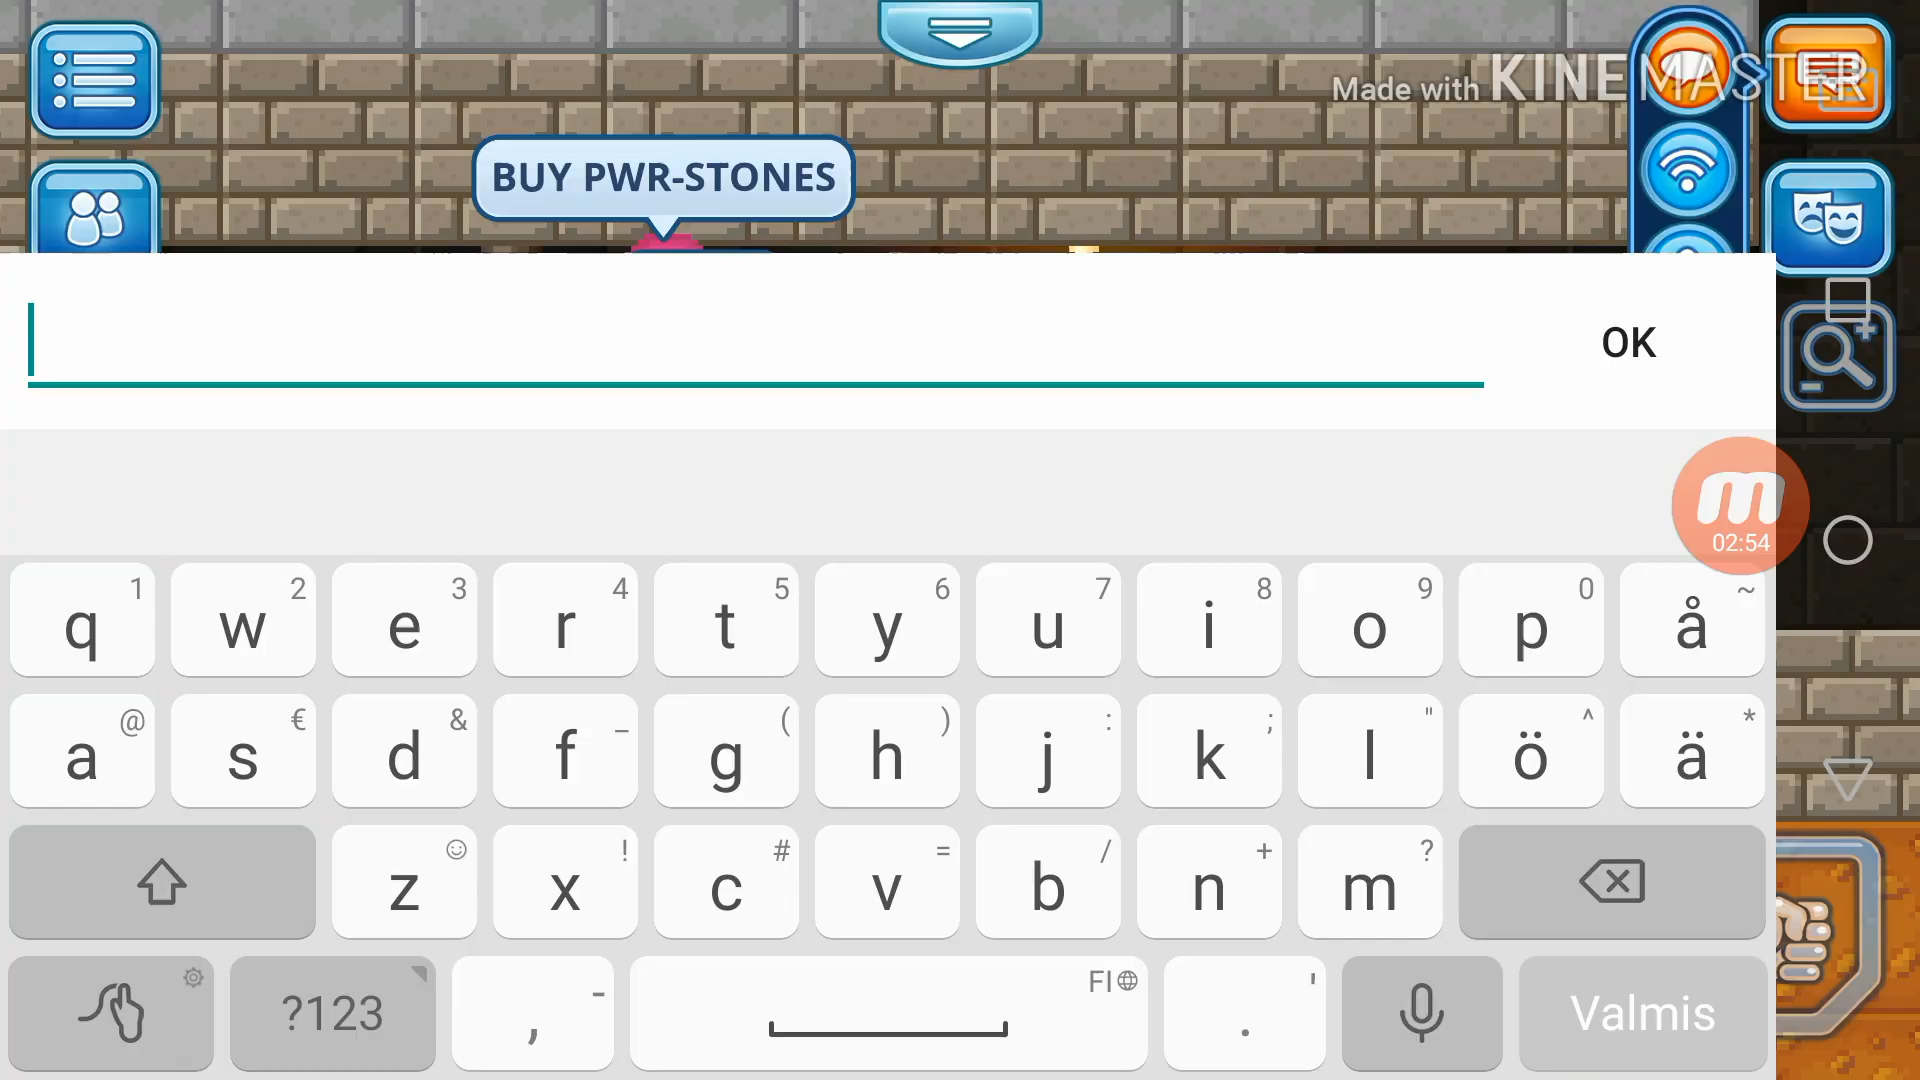 Made with KINEMASTER
BUY PWR-STONES
OK
02:54
q 1 w 2 e 3 r 4 t 5 y 6 u 7 i 8 o 9 p 0 å ~
a @ s € d & f _ g ( h ) j : k ; l " ö ^ ä *
z x ! c # v = b / n + m ?
?123 , - FI . ' Valmis